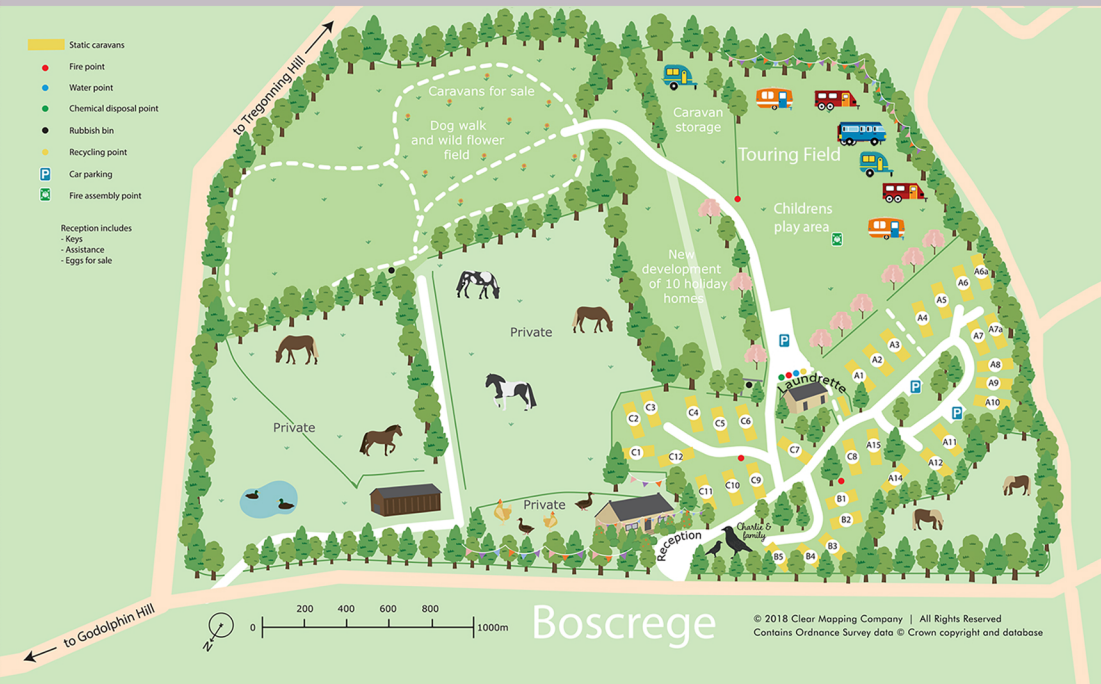 Static caravans
Fire point
Water point
Chemical disposal point
Rubbish bin
Recycling point
P
Car parking
Fire assembly point
Reception includes
- Keys
- Assistance
- Eggs for sale
to Tregonning Hill
Caravans for sale
Dog walk
and wild flower
field
Caravan
storage
Touring Field
Childrens
play area
New
development
of 10 holiday
homes
Private
Private
Private
P
Laundrette
P
P
A6a
A6
A5
A4
A3
A2
A1
A7
A7a
A8
A9
A10
A11
A12
A14
A15
C1
C2
C3
C4
C5
C6
C7
C8
C9
C10
C11
C12
B1
B2
B3
B4
B5
Charlie &
family
Reception
to Godolphin Hill
N
0
200
400
600
800
1000m
Boscrege
© 2018 Clear Mapping Company | All Rights Reserved
Contains Ordnance Survey data © Crown copyright and database